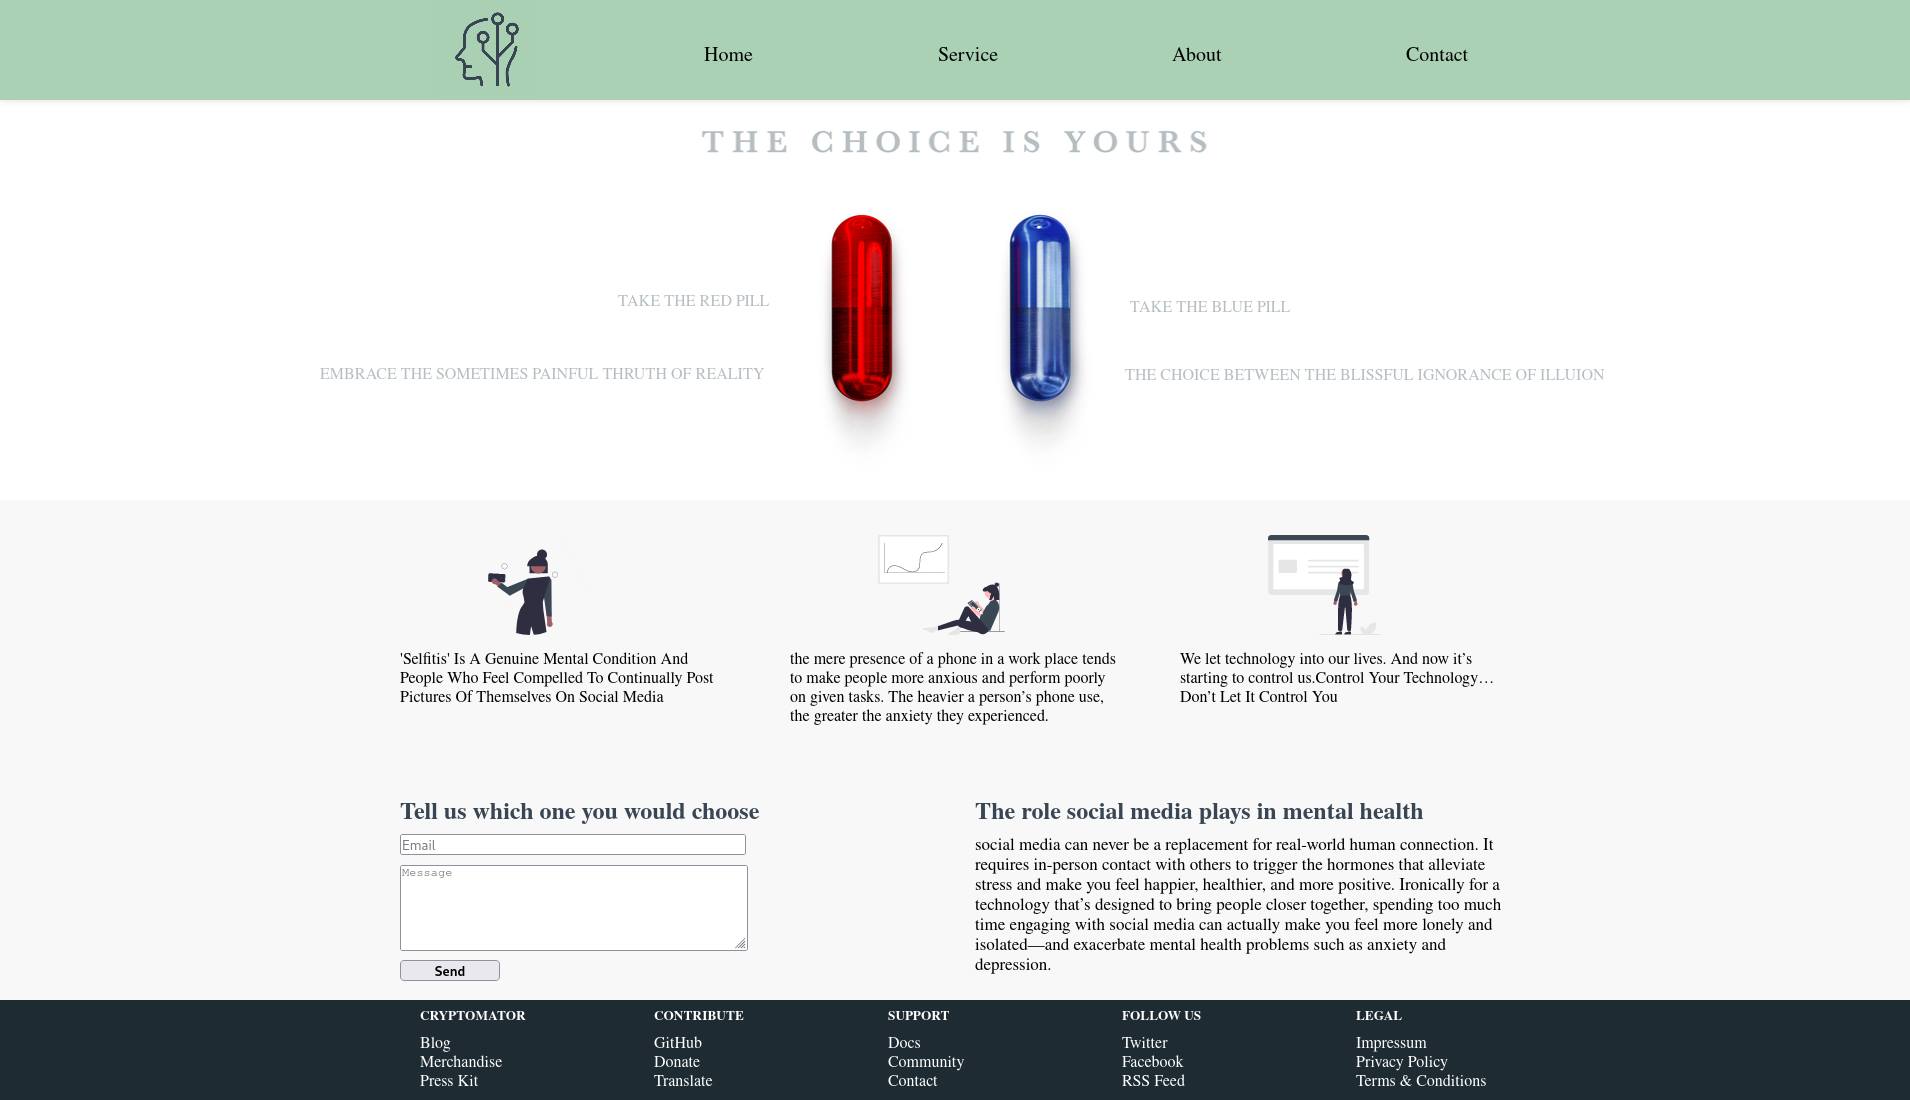 Home
Service
About
Contact
THE CHOICE IS YOURS
TAKE THE RED PILL
TAKE THE BLUE PILL
EMBRACE THE SOMETIMES PAINFUL THRUTH OF REALITY
THE CHOICE BETWEEN THE BLISSFUL IGNORANCE OF ILLUION
'Selfitis' Is A Genuine Mental Condition And
People Who Feel Compelled To Continually Post
Pictures Of Themselves On Social Media
the mere presence of a phone in a work place tends
to make people more anxious and perform poorly
on given tasks. The heavier a person’s phone use,
the greater the anxiety they experienced.
We let technology into our lives. And now it’s
starting to control us.Control Your Technology…
Don’t Let It Control You
Tell us which one you would choose
Email
Message
Send
The role social media plays in mental health
social media can never be a replacement for real-world human connection. It
requires in-person contact with others to trigger the hormones that alleviate
stress and make you feel happier, healthier, and more positive. Ironically for a
technology that’s designed to bring people closer together, spending too much
time engaging with social media can actually make you feel more lonely and
isolated—and exacerbate mental health problems such as anxiety and
depression.
CRYPTOMATOR
Blog
Merchandise
Press Kit
CONTRIBUTE
GitHub
Donate
Translate
SUPPORT
Docs
Community
Contact
FOLLOW US
Twitter
Facebook
RSS Feed
LEGAL
Impressum
Privacy Policy
Terms & Conditions